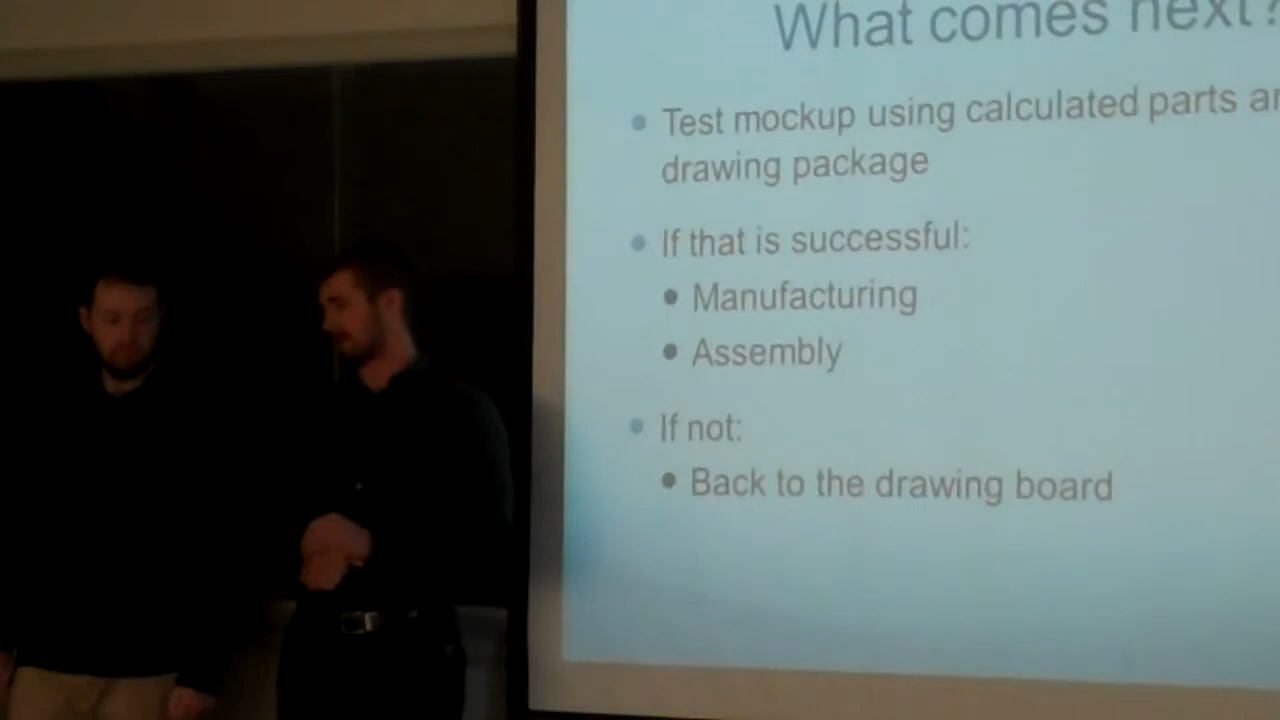 What comes next?
Test mockup using calculated parts
drawing package
If that is successful:
Manufacturing
Assembly
If not:
Back to the drawing board